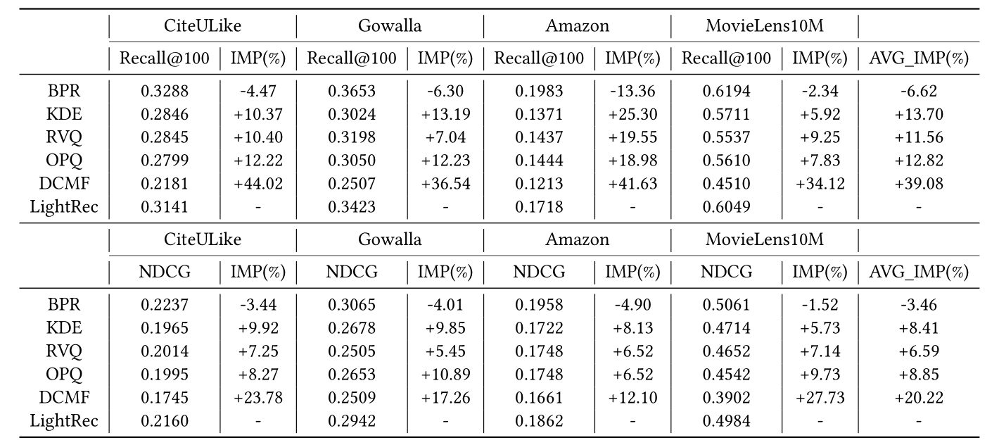 CiteULike Gowalla Amazon MovieLens10M
Recall@100 IMP(%) Recall@100 IMP(%) Recall@100 IMP(%) Recall@100 IMP(%) AVG_IMP(%)
BPR 0.3288 -4.47 0.3653 -6.30 0.1983 -13.36 0.6194 -2.34 -6.62
KDE 0.2846 +10.37 0.3024 +13.19 0.1371 +25.30 0.5711 +5.92 +13.70
RVQ 0.2845 +10.40 0.3198 +7.04 0.1437 +19.55 0.5537 +9.25 +11.56
OPQ 0.2799 +12.22 0.3050 +12.23 0.1444 +18.98 0.5610 +7.83 +12.82
DCMF 0.2181 +44.02 0.2507 +36.54 0.1213 +41.63 0.4510 +34.12 +39.08
LightRec 0.3141 - 0.3423 - 0.1718 - 0.6049 - -
CiteULike Gowalla Amazon MovieLens10M
NDCG IMP(%) NDCG IMP(%) NDCG IMP(%) NDCG IMP(%) AVG_IMP(%)
BPR 0.2237 -3.44 0.3065 -4.01 0.1958 -4.90 0.5061 -1.52 -3.46
KDE 0.1965 +9.92 0.2678 +9.85 0.1722 +8.13 0.4714 +5.73 +8.41
RVQ 0.2014 +7.25 0.2505 +5.45 0.1748 +6.52 0.4652 +7.14 +6.59
OPQ 0.1995 +8.27 0.2653 +10.89 0.1748 +6.52 0.4542 +9.73 +8.85
DCMF 0.1745 +23.78 0.2509 +17.26 0.1661 +12.10 0.3902 +27.73 +20.22
LightRec 0.2160 - 0.2942 - 0.1862 - 0.4984 - -